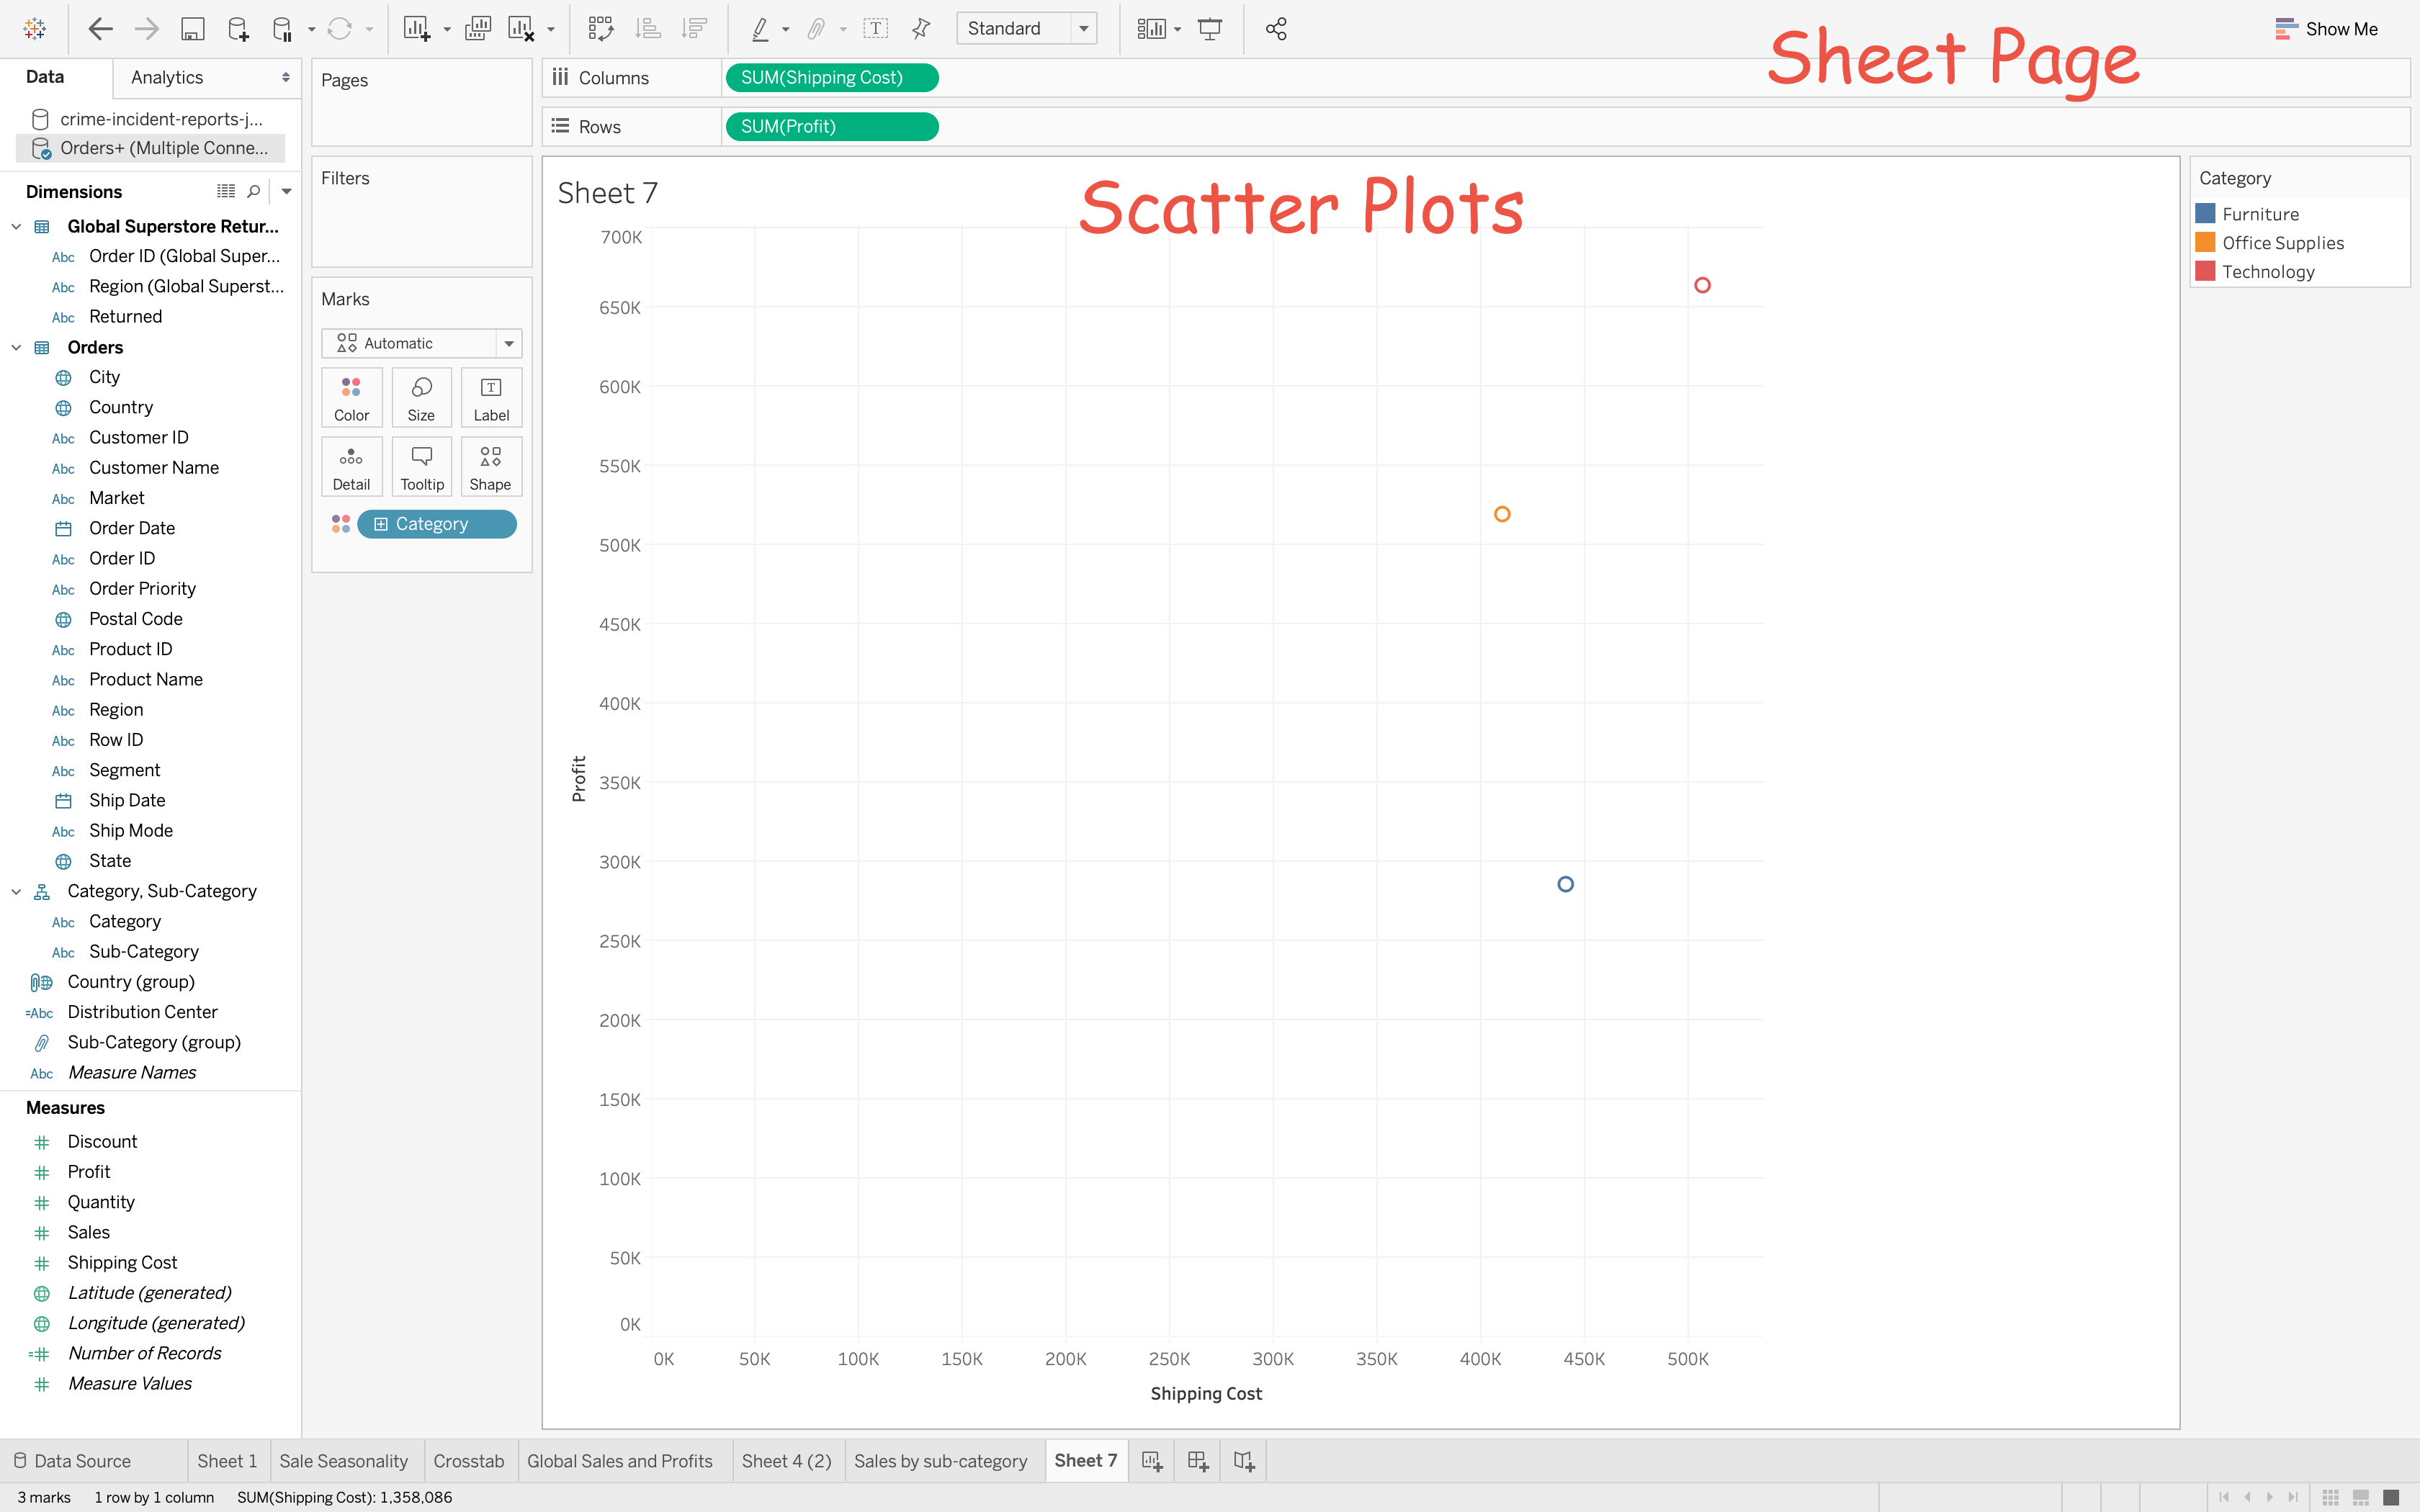 Standard
Show Me
Sheet Page
Data
Analytics
crime-incident-reports-j...
Orders+ (Multiple Conne...
Dimensions
Global Superstore Retur...
Abc Order ID (Global Super...
Abc Region (Global Superst...
Abc Returned
Orders
City
Country
Abc Customer ID
Abc Customer Name
Abc Market
Order Date
Abc Order ID
Abc Order Priority
Postal Code
Abc Product ID
Abc Product Name
Abc Region
Abc Row ID
Abc Segment
Ship Date
Abc Ship Mode
State
Category, Sub-Category
Abc Category
Abc Sub-Category
Country (group)
=Abc Distribution Center
Sub-Category (group)
Abc Measure Names
Measures
# Discount
# Profit
# Quantity
# Sales
# Shipping Cost
Latitude (generated)
Longitude (generated)
=# Number of Records
# Measure Values
Pages
Filters
Marks
Automatic
Color Size Label
Detail Tooltip Shape
Category
Columns SUM(Shipping Cost)
Rows SUM(Profit)
Sheet 7
Scatter Plots
700K
650K
600K
550K
500K
450K
400K
350K
300K
250K
200K
150K
100K
50K
0K
Profit
0K 50K 100K 150K 200K 250K 300K 350K 400K 450K 500K
Shipping Cost
Category
Furniture
Office Supplies
Technology
Data Source Sheet 1 Sale Seasonality Crosstab Global Sales and Profits Sheet 4 (2) Sales by sub-category Sheet 7
3 marks 1 row by 1 column SUM(Shipping Cost): 1,358,086